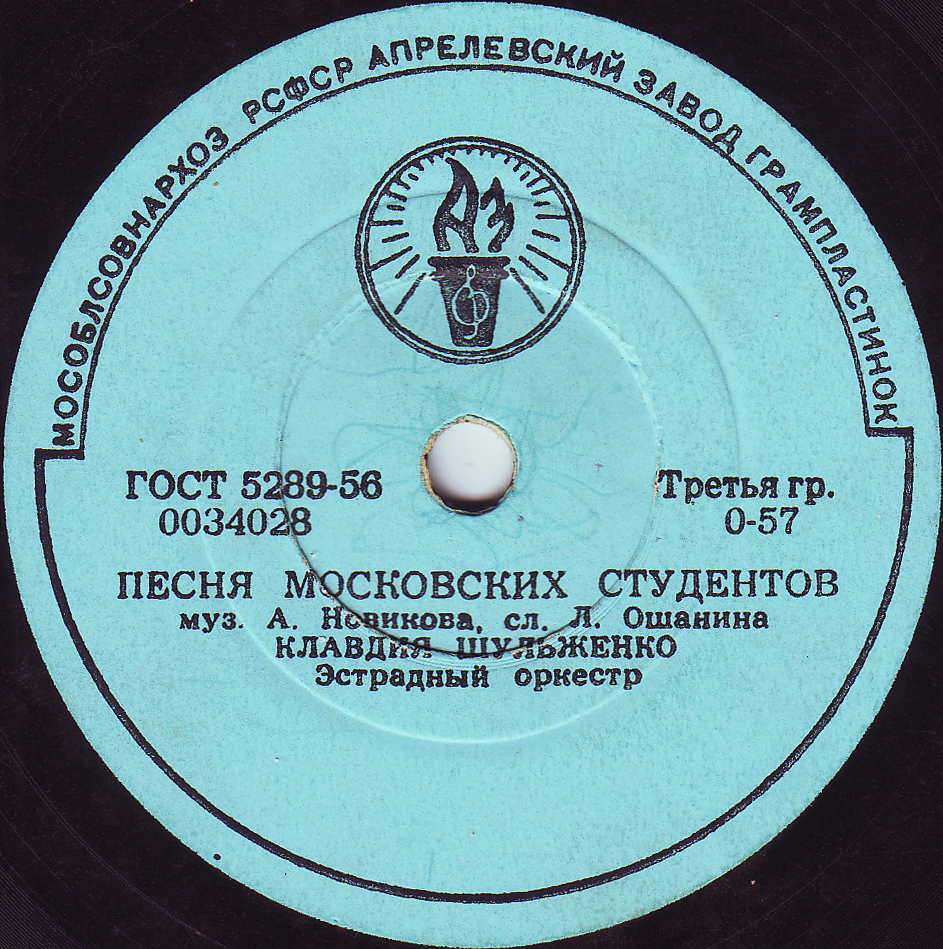 МОСОБЛСОВНАРХОЗ РСФСР АПРЕЛЕВСКИЙ ЗАВОД ГРАМПЛАСТИНОК
АЗ
ГОСТ 5289-56
0034028
Третья гр.
0-57
ПЕСНЯ МОСКОВСКИХ СТУДЕНТОВ
муз. А. Новикова, сл. Л. Ошанина
КЛАВДИЯ ШУЛЬЖЕНКО
Эстрадный оркестр